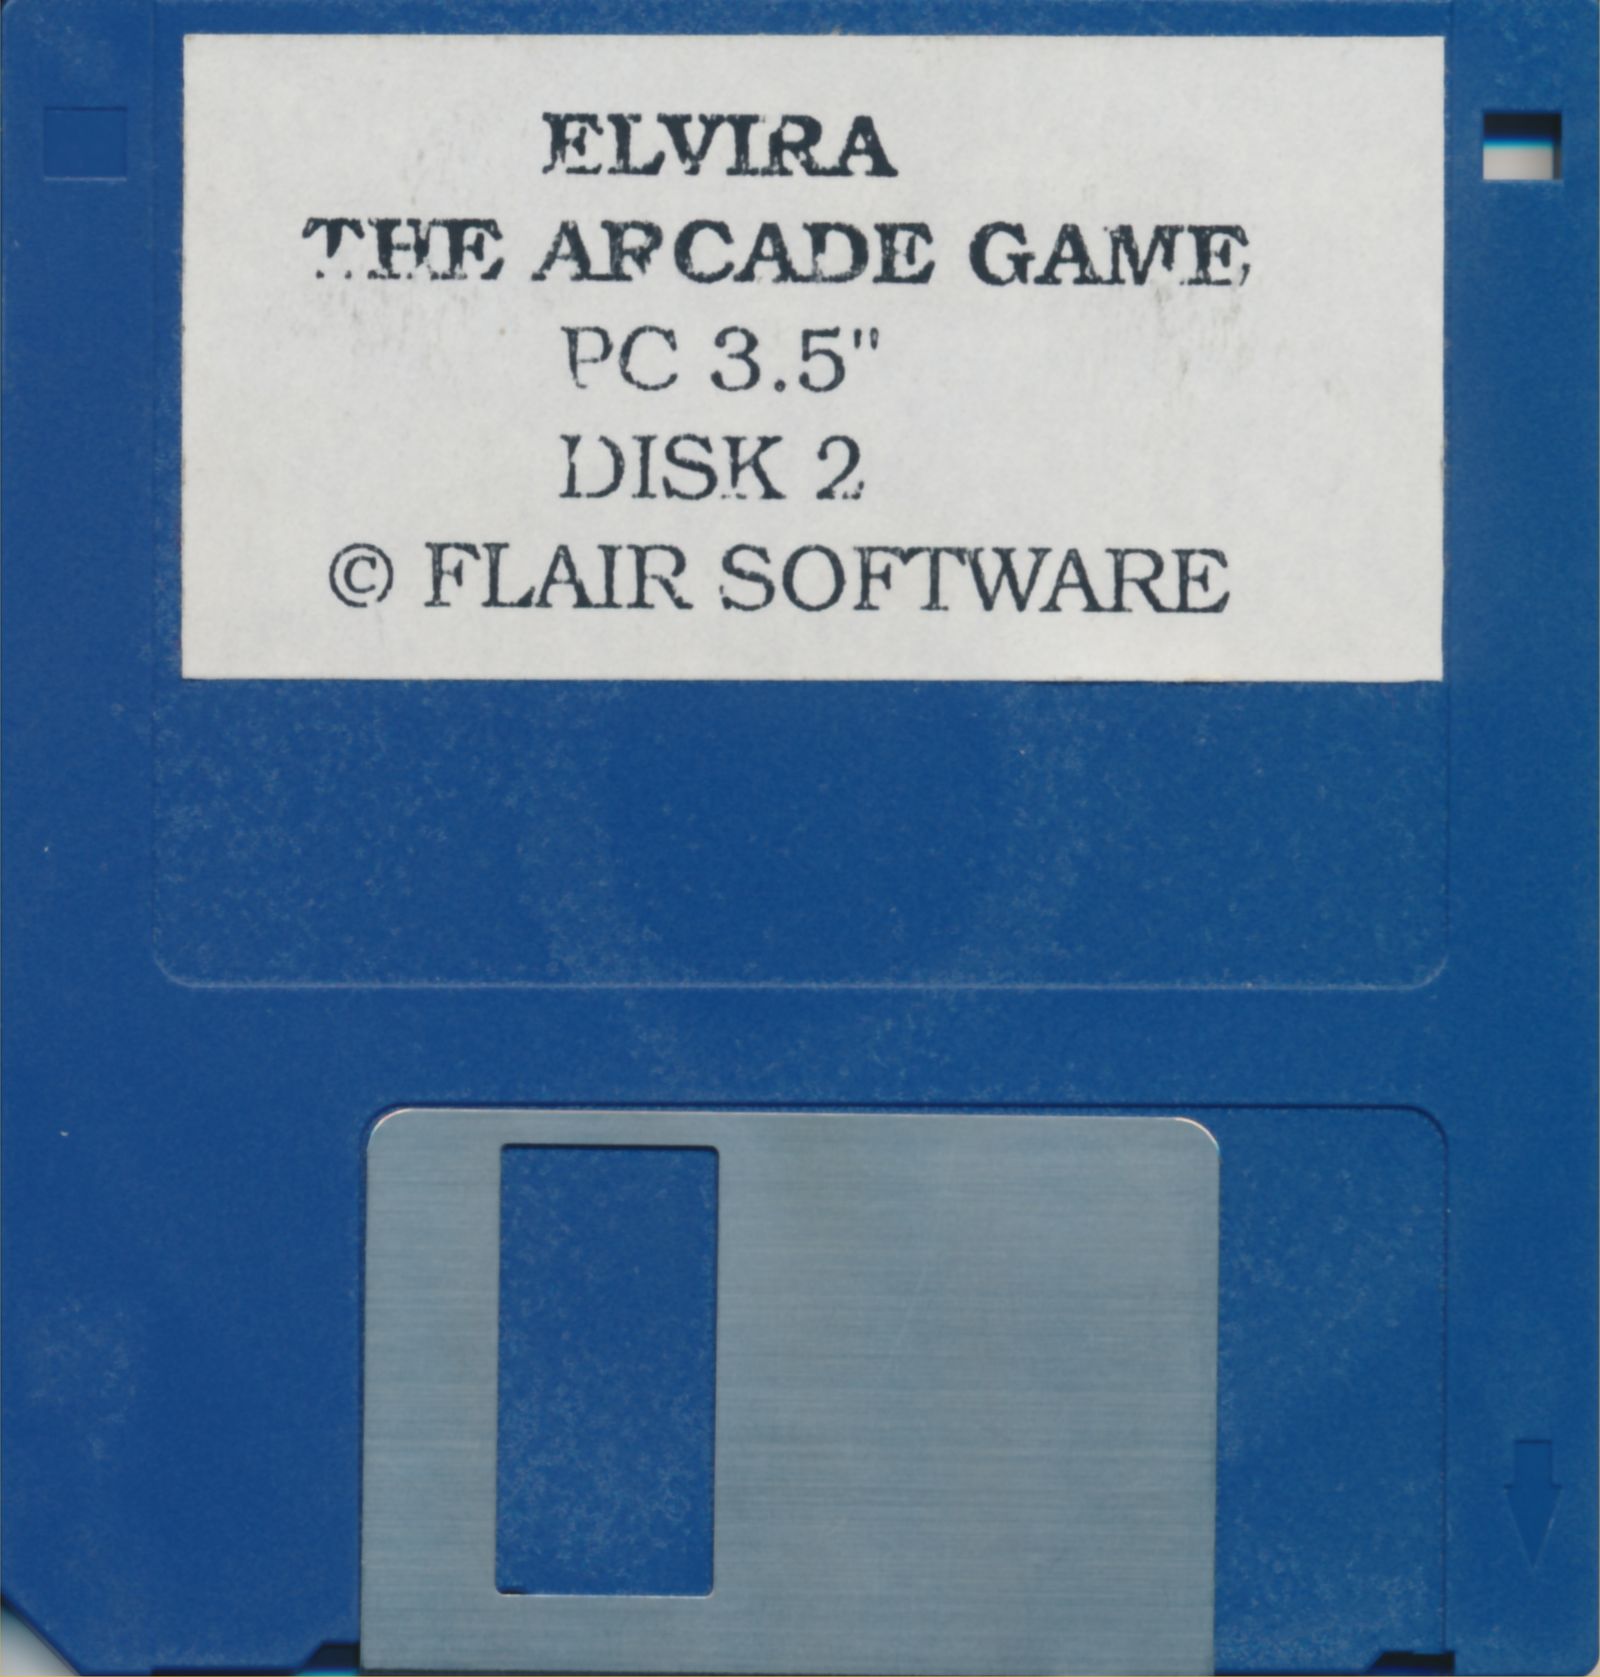 ELVIRA
THE ARCADE GAME
PC 3.5"
DISK 2
© FLAIR SOFTWARE